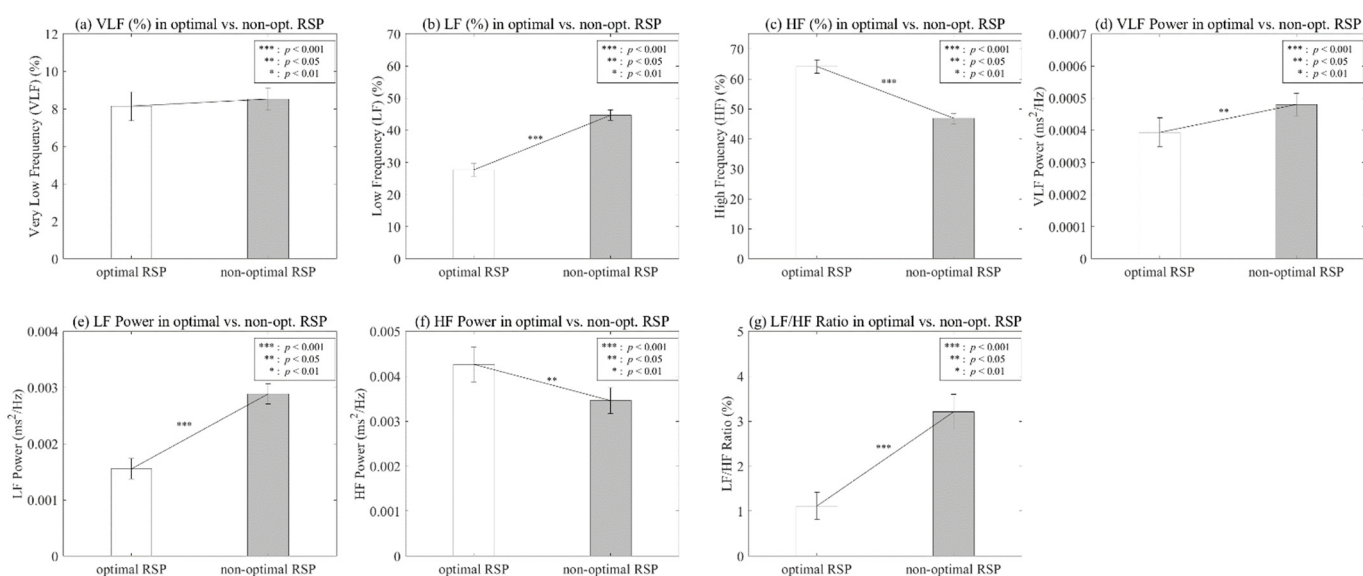 (a) VLF (%) in optimal vs. non-opt. RSP
Very Low Frequency (VLF) (%)
12
10
8
6
4
2
0
*** : p < 0.001
** : p < 0.05
* : p < 0.01
optimal RSP
non-optimal RSP
(b) LF (%) in optimal vs. non-opt. RSP
Low Frequency (LF) (%)
70
60
50
40
30
20
10
0
*** : p < 0.001
** : p < 0.05
* : p < 0.01
***
optimal RSP
non-optimal RSP
(c) HF (%) in optimal vs. non-opt. RSP
High Frequency (HF) (%)
70
60
50
40
30
20
10
0
*** : p < 0.001
** : p < 0.05
* : p < 0.01
***
optimal RSP
non-optimal RSP
(d) VLF Power in optimal vs. non-opt. RSP
VLF Power (ms²/Hz)
0.0007
0.0006
0.0005
0.0004
0.0003
0.0002
0.0001
0
*** : p < 0.001
** : p < 0.05
* : p < 0.01
**
optimal RSP
non-optimal RSP
(e) LF Power in optimal vs. non-opt. RSP
LF Power (ms²/Hz)
0.004
0.003
0.002
0.001
0
*** : p < 0.001
** : p < 0.05
* : p < 0.01
***
optimal RSP
non-optimal RSP
(f) HF Power in optimal vs. non-opt. RSP
HF Power (ms²/Hz)
0.005
0.004
0.003
0.002
0.001
0
*** : p < 0.001
** : p < 0.05
* : p < 0.01
**
optimal RSP
non-optimal RSP
(g) LF/HF Ratio in optimal vs. non-opt. RSP
LF/HF Ratio (%)
5
4
3
2
1
0
*** : p < 0.001
** : p < 0.05
* : p < 0.01
***
optimal RSP
non-optimal RSP